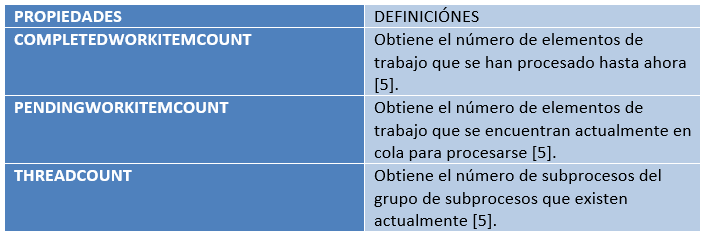 PROPIEDADES
DEFINICIÓNES
COMPLETEDWORKITEMCOUNT
Obtiene el número de elementos de
trabajo que se han procesado hasta ahora
[5].
PENDINGWORKITEMCOUNT
Obtiene el número de elementos de
trabajo que se encuentran actualmente en
cola para procesarse [5].
THREADCOUNT
Obtiene el número de subprocesos del
grupo de subprocesos que existen
actualmente [5].